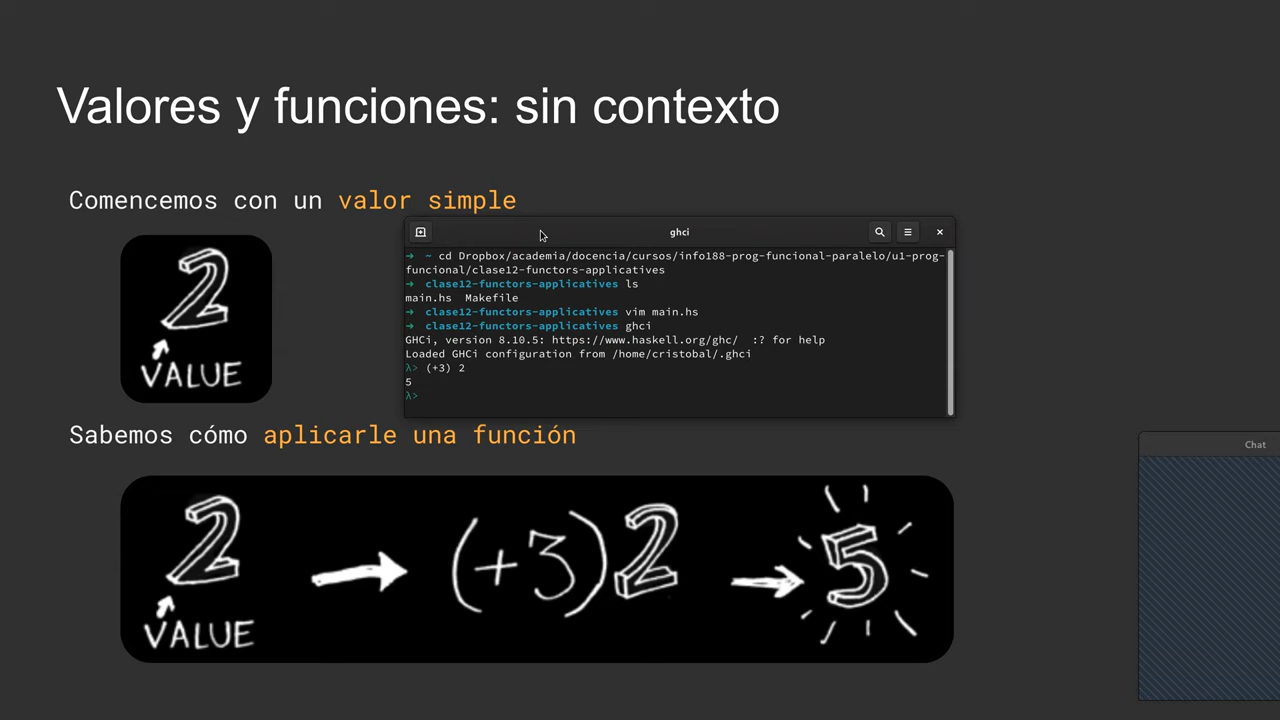 Valores y funciones: sin contexto
Comencemos con un valor simple
2
VALUE
ghci
➜ ~ cd Dropbox/academia/docencia/cursos/info188-prog-funcional-paralelo/u1-prog-
funcional/clase12-functors-applicatives
➜ clase12-functors-applicatives ls
main.hs Makefile
➜ clase12-functors-applicatives vim main.hs
➜ clase12-functors-applicatives ghci
GHCi, version 8.10.5: https://www.haskell.org/ghc/ :? for help
Loaded GHCi configuration from /home/cristobal/.ghci
λ> (+3) 2
5
λ>
Sabemos cómo aplicarle una función
Chat
2 → (+3) 2 → 5
VALUE